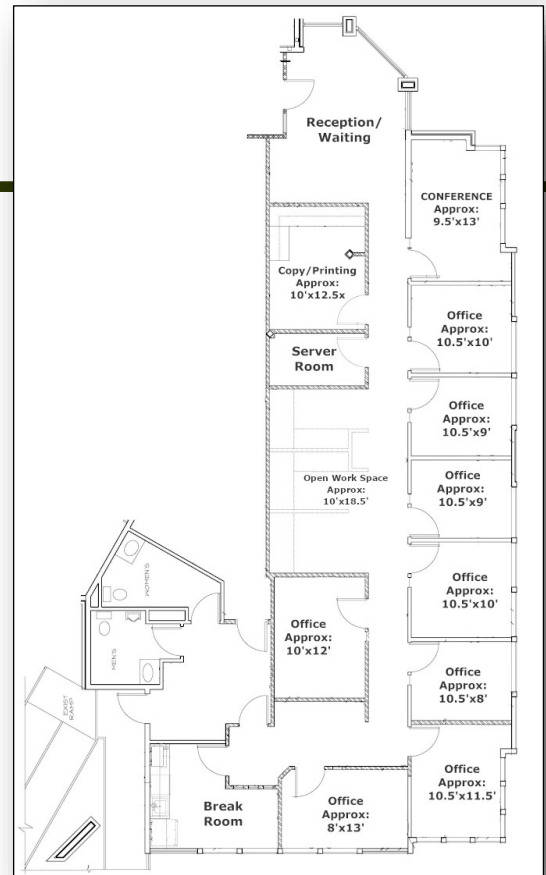 Reception/
Waiting
CONFERENCE
Approx:
9.5'x13'
Copy/Printing
Approx:
10'x12.5x
Office
Approx:
10.5'x10'
Server
Room
Office
Approx:
10.5'x9'
Open Work Space
Approx:
10'x18.5'
Office
Approx:
10.5'x9'
WOMEN'S
Office
Approx:
10.5'x10'
Office
Approx:
10'x12'
MEN'S
Office
Approx:
10.5'x8'
EXIST
RAMP
Office
Approx:
10.5'x11.5'
Break
Room
Office
Approx:
8'x13'